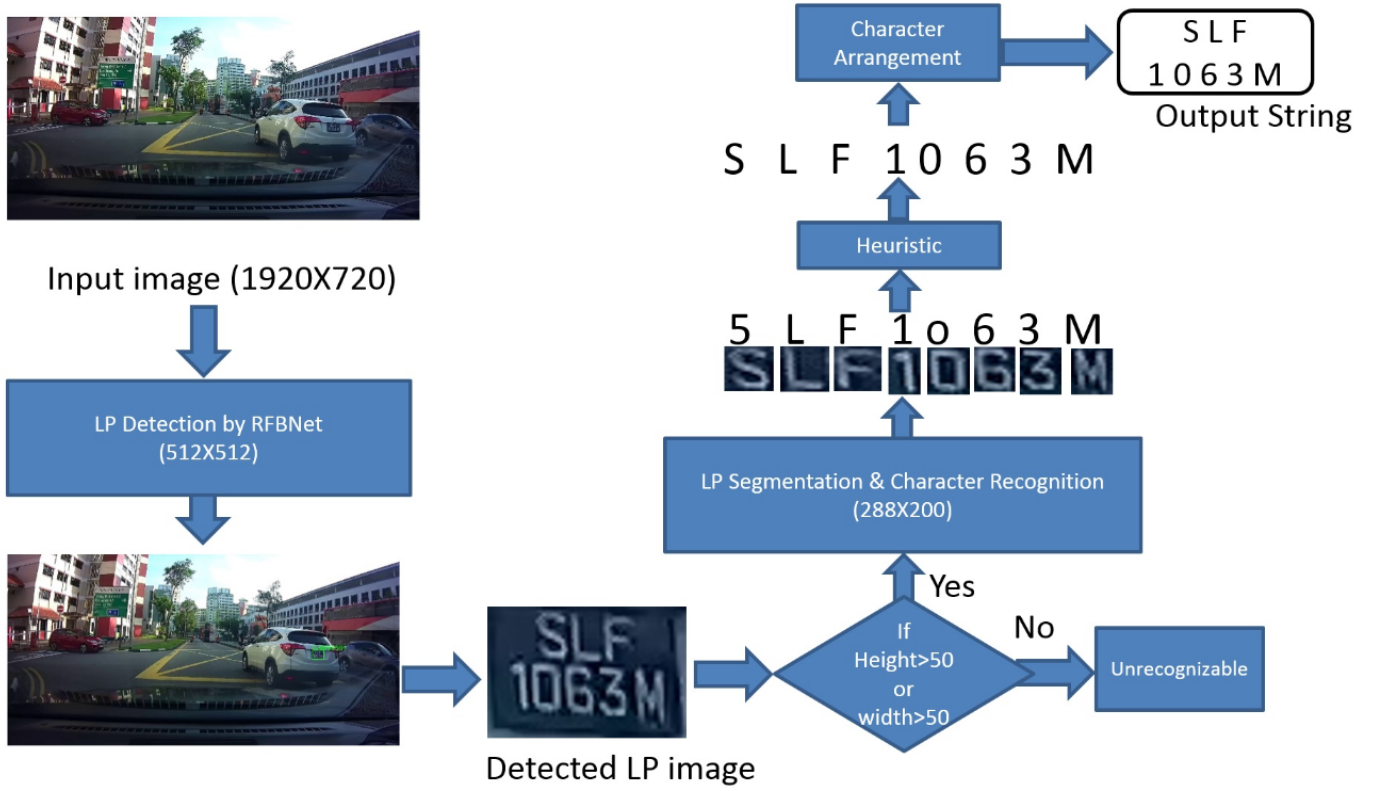 Input image (1920X720)
LP Detection by RFBNet
(512X512)
SLF
1063M
Detected LP image
If
Height>50
or
width>50
No
Unrecognizable
Yes
LP Segmentation & Character Recognition
(288X200)
SLF1063M
5 L F 1 o 6 3 M
Heuristic
S L F 1 0 6 3 M
Character
Arrangement
S L F
1 0 6 3 M
Output String